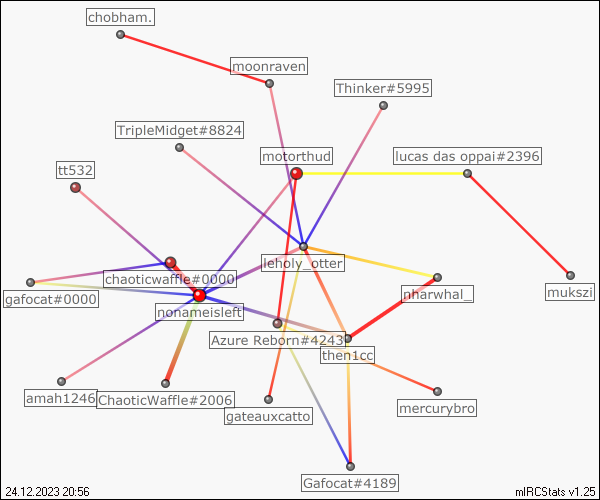 chobham.
moonraven
Thinker#5995
TripleMidget#8824
motorthud
lucas das oppai#2396
tt532
leholy_otter
chaoticwaffle#0000
gafocat#0000
nharwhal_
mukszi
nonameisleft
Azure Reborn#4243
then1cc
amah1246
ChaoticWaffle#2006
gateauxcatto
mercurybro
Gafocat#4189
24.12.2023 20:56
mIRCStats v1.25